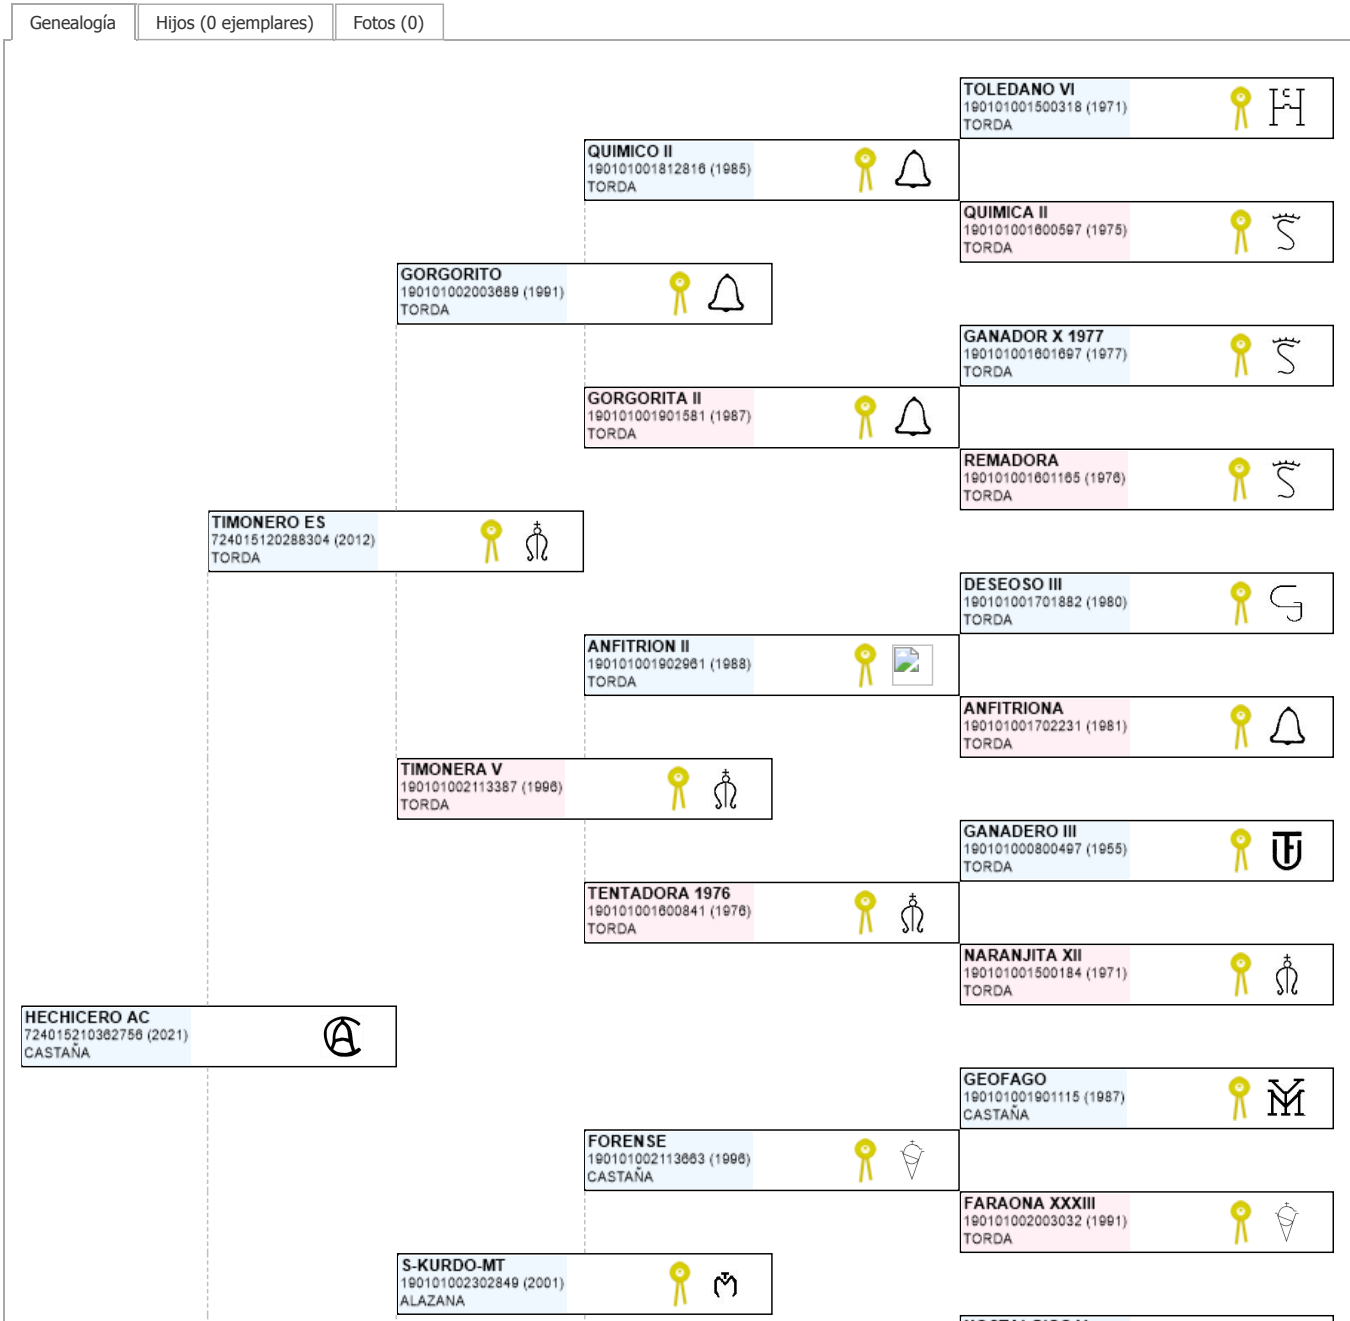 Genealogía
Hijos (0 ejemplares)
Fotos (0)
TOLEDANO VI
190101001500318 (1971)
TORDA
QUIMICO II
190101001812816 (1985)
TORDA
QUIMICA II
190101001600597 (1975)
TORDA
GORGORITO
190101002003689 (1991)
TORDA
GANADOR X 1977
190101001601697 (1977)
TORDA
GORGORITA II
190101001901581 (1987)
TORDA
REMADORA
190101001601165 (1976)
TORDA
TIMONERO ES
724015120288304 (2012)
TORDA
DESEOSO III
190101001701882 (1980)
TORDA
ANFITRION II
190101001902961 (1988)
TORDA
ANFITRIONA
190101001702231 (1981)
TORDA
TIMONERA V
190101002113387 (1996)
TORDA
GANADERO III
190101000800497 (1955)
TORDA
TENTADORA 1976
190101001600841 (1976)
TORDA
NARANJITA XII
190101001500184 (1971)
TORDA
HECHICERO AC
724015210362756 (2021)
CASTAÑA
GEOFAGO
190101001901115 (1987)
CASTAÑA
FORENSE
190101002113663 (1996)
CASTAÑA
FARAONA XXXIII
190101002003032 (1991)
TORDA
S-KURDO-MT
190101002302849 (2001)
ALAZANA